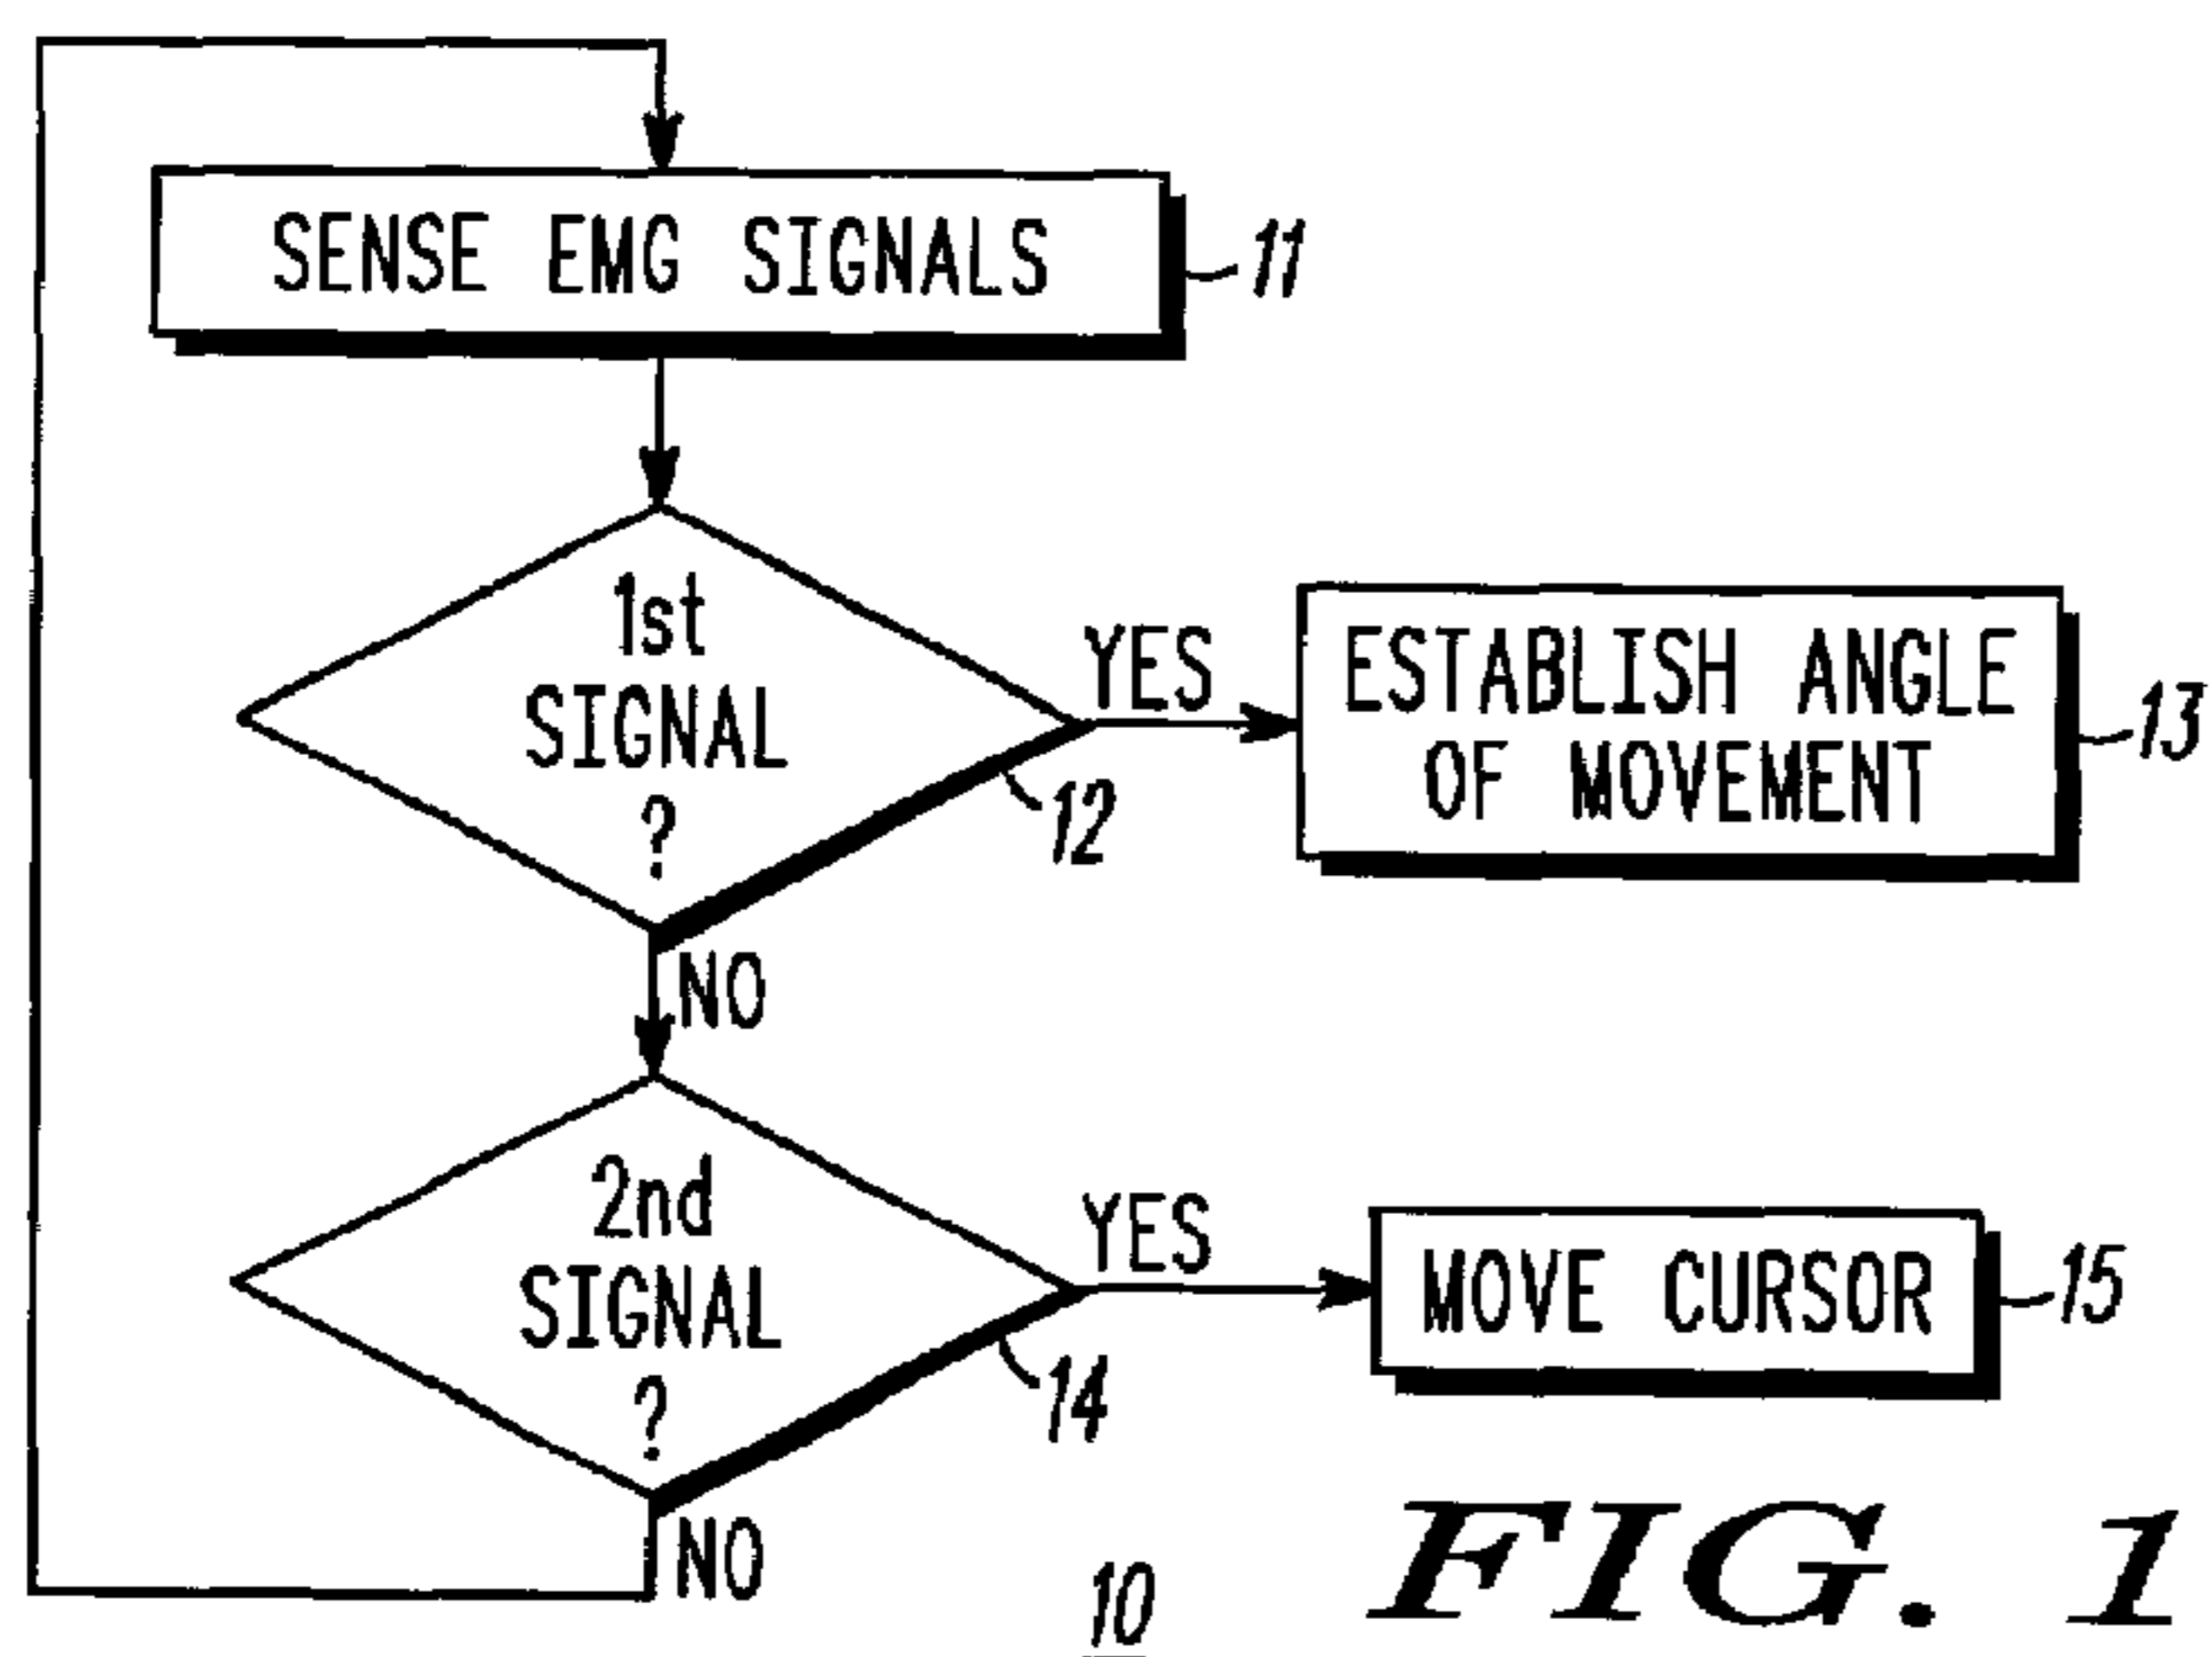 SENSE EMG SIGNALS
11
1st
SIGNAL
?
YES
12
ESTABLISH ANGLE
OF MOVEMENT
13
NO
2nd
SIGNAL
?
YES
14
MOVE CURSOR
15
NO
10
FIG. 1